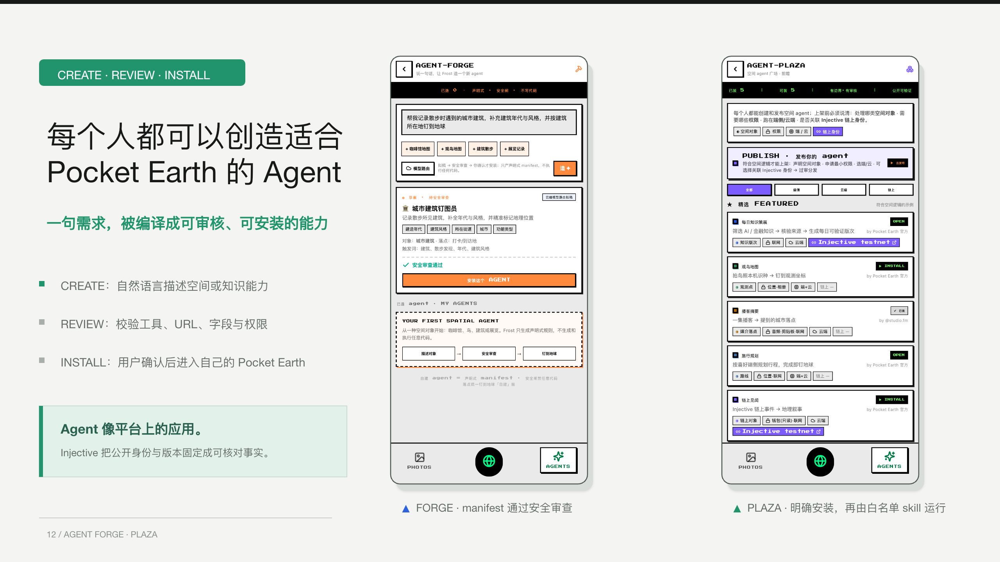 CREATE · REVIEW · INSTALL
每个人都可以创造适合
Pocket Earth 的 Agent
一句需求，被编译成可审核、可安装的能力
CREATE：自然语言描述空间或知识能力
REVIEW：校验工具、URL、字段与权限
INSTALL：用户确认后进入自己的 Pocket Earth
Agent 像平台上的应用。
Injective 把公开身份与版本固定成可核对事实。
12 / AGENT FORGE · PLAZA
AGENT-FORGE
说一句话，让 Frost 造一个新 agent
已造 0 · 声明式 · 安全闸 · 不写代码
帮我记录散步时遇到的城市建筑，补充建筑年代与风格，并按建筑
所在地钉到地球
+ 咖啡馆地图 + 观鸟地图 + 建筑散步 + 展览记录
模型路由
拟稿 → 安全审查 → 你确认才安装；只产声明式 manifest，不执
行任何代码。
造 ✦
草案 · 待安全审查
云端模型路由拟稿
城市建筑钉图员
记录散步所见建筑，补全年代与风格，并精准标记地理位置
建造年代 建筑风格 所在街道 城市 功能类型
对象：城市建筑 · 落点：打卡/到访地
触发词：建筑、散步发现、年代、建筑风格
✓ 安全审查通过
安装这个 AGENT
已造 agent · MY AGENTS
YOUR FIRST SPATIAL AGENT
从一种空间对象开始：咖啡馆、鸟、建筑或展览。Frost 只生成声明式规则，不生成和
执行任意代码。
描述对象 → 安全审查 → 钉到地球
自建 agent = 声明式 manifest · 安全闸禁任意代码
落点统一钉到地球「自建」层
PHOTOS
AGENTS
▲ FORGE · manifest 通过安全审查
AGENT-PLAZA
空间 agent 广场 · 前瞻
已装 5 | 可装 5 | 有边界·有审核 | 公开可验证
每个人都能创建和发布空间 agent；上架前必须说清：处理哪类空间对象 · 需
要哪些权限 · 跑在端侧/云端 · 是否关联 Injective 链上身份。
空间对象 权限 端 / 云 链上身份
PUBLISH · 发布你的 agent
符合空间逻辑才能上架：声明空间对象 · 申请最小权限 · 选端/云 · 可
选择关联 Injective 身份 → 过审分发
▶ 去发布
全部 端侧 云端 链上
★ 精选 FEATURED
符合空间逻辑的示例
每日知识策展
OPEN
筛选 AI / 金融知识 → 核验来源 → 生成每日可验证版次
by Pocket Earth 官方
知识版次 联网 云端 Injective testnet
观鸟地图
▶ INSTALL
拍鸟照本机识种 → 钉到观测坐标
by Pocket Earth 官方
观测点 位置·相册 端+云 链上 —
播客摘要
✓ 已装
一集播客 → 提到的城市落点
by @studio.fm
媒介落点 音频·剪贴板·联网 云端 链上 —
旅行规划
OPEN
按喜好端侧规划行程，完成即钉地球
by Pocket Earth 官方
路线 位置·联网 端+云 链上 —
链上见闻
▶ INSTALL
Injective 链上事件 → 地理叙事
by Pocket Earth 官方
链上对象 钱包(只读)·联网 云端
Injective testnet
PHOTOS
AGENTS
▲ PLAZA · 明确安装，再由白名单 skill 运行